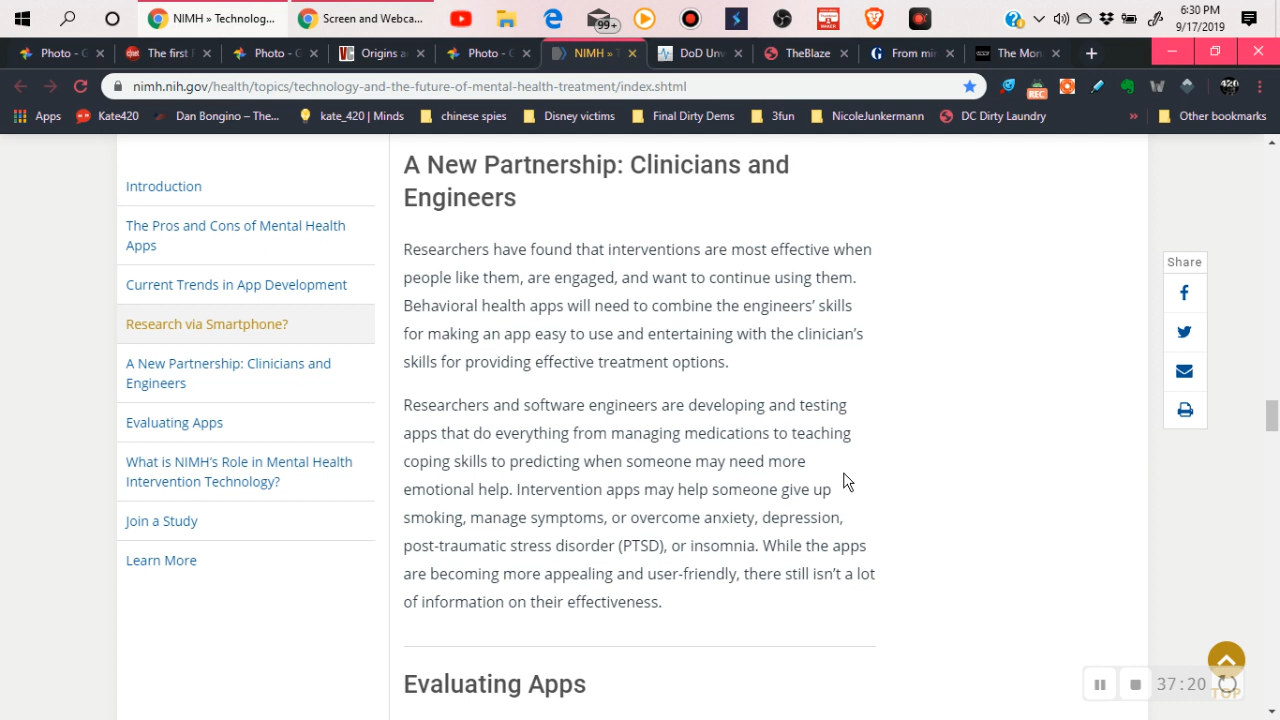 NIMH » Technolog...
Screen and Webca...
99+
6:30 PM
9/17/2019
Photo - G
The first F
Photo - G
Origins a
Photo - G
NIMH » T
DoD Unv
TheBlaze
From min
The Mon
nimh.nih.gov/health/topics/technology-and-the-future-of-mental-health-treatment/index.shtml
REC
420
Apps
Kate420
Dan Bongino – The...
kate_420 | Minds
chinese spies
Disney victims
Final Dirty Dems
3fun
NicoleJunkermann
DC Dirty Laundry
»
Other bookmarks
Introduction
The Pros and Cons of Mental Health
Apps
Current Trends in App Development
Research via Smartphone?
A New Partnership: Clinicians and
Engineers
Evaluating Apps
What is NIMH's Role in Mental Health
Intervention Technology?
Join a Study
Learn More
A New Partnership: Clinicians and
Engineers
Researchers have found that interventions are most effective when
people like them, are engaged, and want to continue using them.
Behavioral health apps will need to combine the engineers' skills
for making an app easy to use and entertaining with the clinician's
skills for providing effective treatment options.
Researchers and software engineers are developing and testing
apps that do everything from managing medications to teaching
coping skills to predicting when someone may need more
emotional help. Intervention apps may help someone give up
smoking, manage symptoms, or overcome anxiety, depression,
post-traumatic stress disorder (PTSD), or insomnia. While the apps
are becoming more appealing and user-friendly, there still isn't a lot
of information on their effectiveness.
Evaluating Apps
Share
TOP
37:20